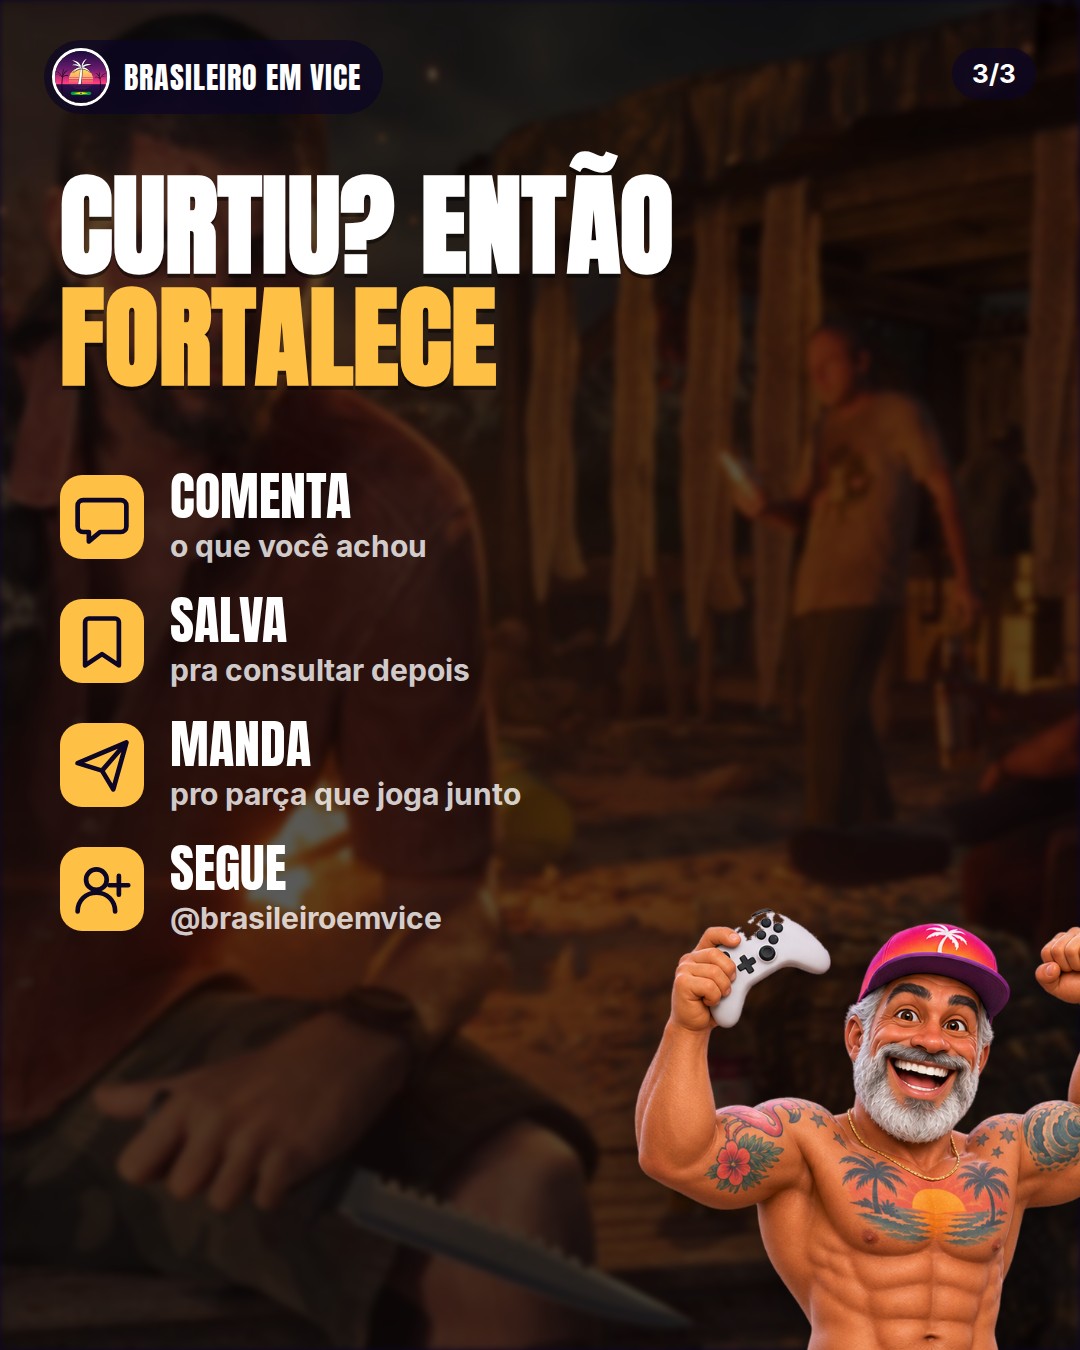 BRASILEIRO EM VICE
3/3
CURTIU? ENTÃO
FORTALECE
COMENTA
o que você achou
SALVA
pra consultar depois
MANDA
pro parça que joga junto
SEGUE
@brasileiroemvice